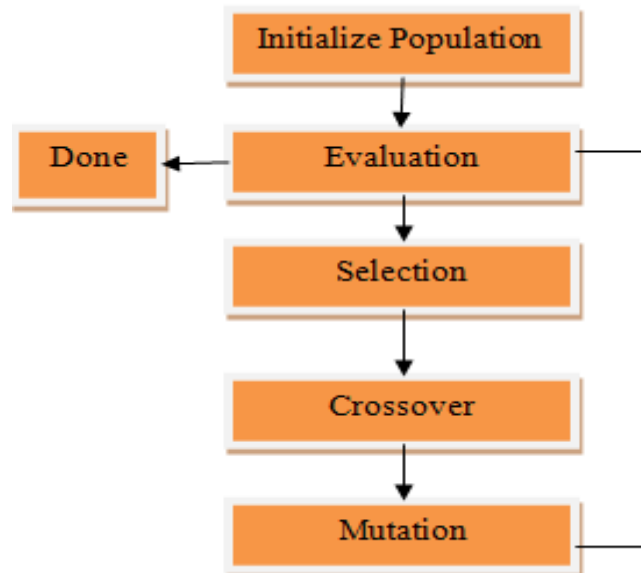 Initialize Population
Done
Evaluation
Selection
Crossover
Mutation